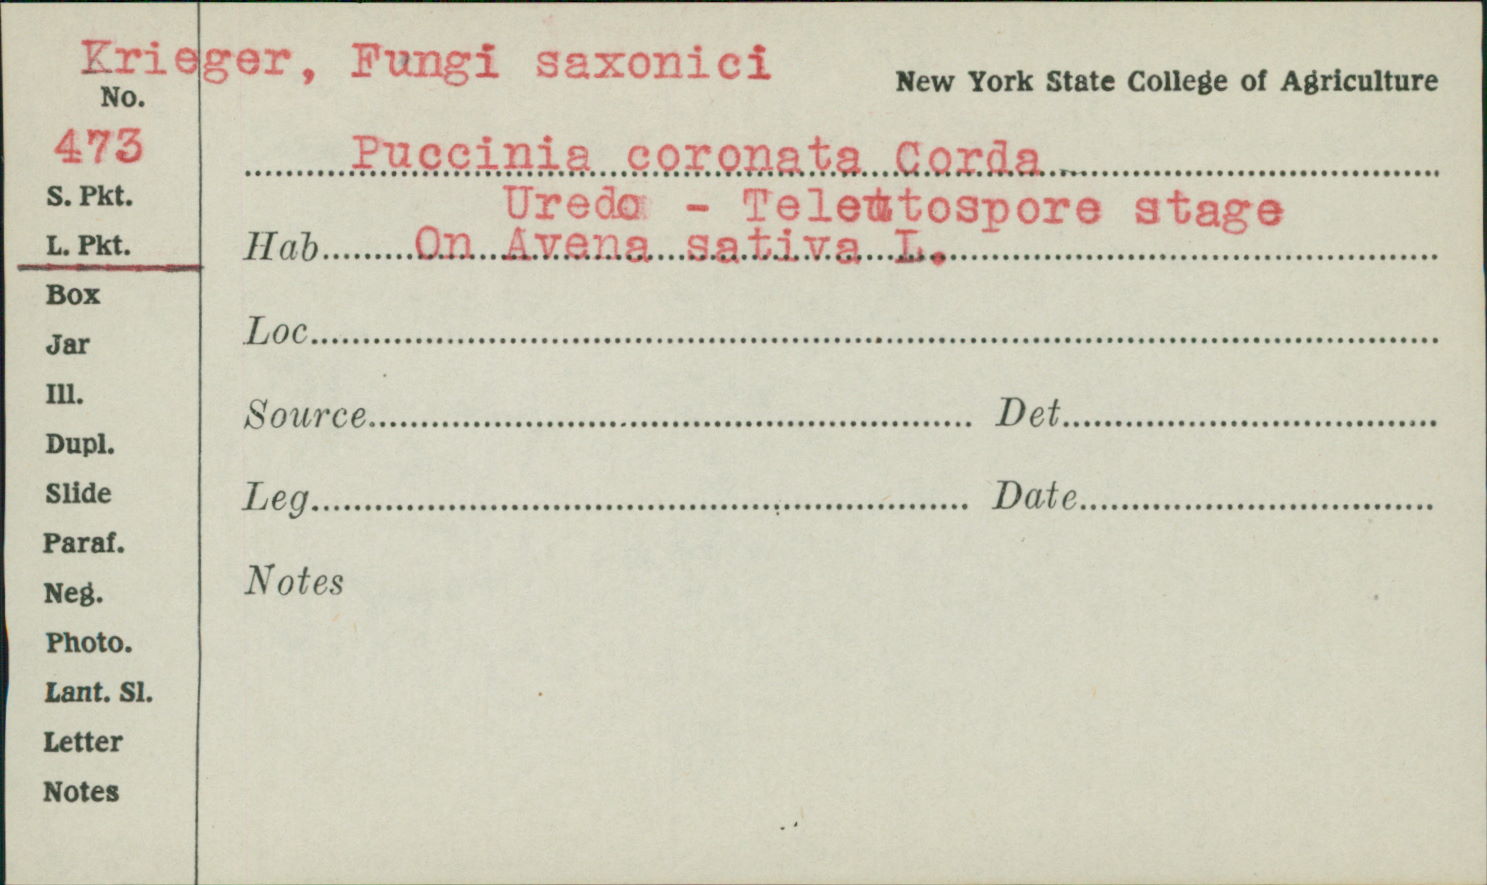 Krieger, Fungi saxonici
New York State College of Agriculture
No.
473
Puccinia coronata Corda
S. Pkt.
Uredo - Teleutospore stage
L. Pkt.
Hab. On Avena sativa L.
Box
Loc.
Jar
Ill.
Source Det.
Dupl.
Slide
Leg. Date
Paraf.
Notes
Neg.
Photo.
Lant. Sl.
Letter
Notes